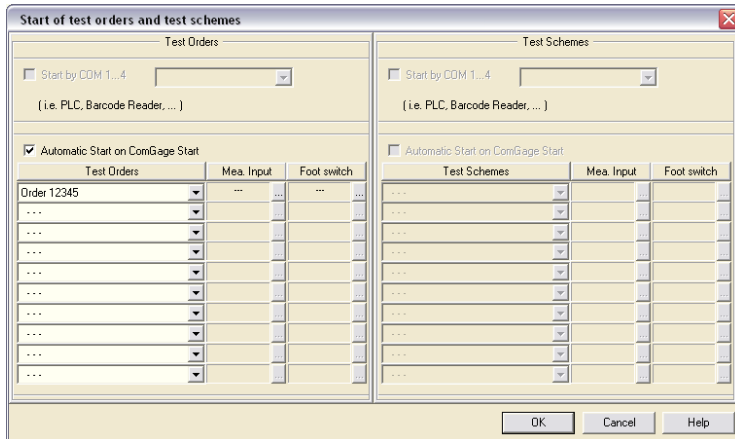 Start of test orders and test schemes
Test Orders
Start by COM 1...4
( i.e. PLC, Barcode Reader, ... )
Automatic Start on ComGage Start
Test Orders Mea. Input Foot switch
Order 12345 --- ... --- ...
- - - ... ...
- - - ... ...
- - - ... ...
- - - ... ...
- - - ... ...
- - - ... ...
- - - ... ...
- - - ... ...
- - - ... ...
Test Schemes
Start by COM 1...4
( i.e. PLC, Barcode Reader, ... )
Automatic Start on ComGage Start
Test Schemes Mea. Input Foot switch
- - - ... ...
- - - ... ...
- - - ... ...
- - - ... ...
- - - ... ...
- - - ... ...
- - - ... ...
- - - ... ...
- - - ... ...
- - - ... ...
OK Cancel Help